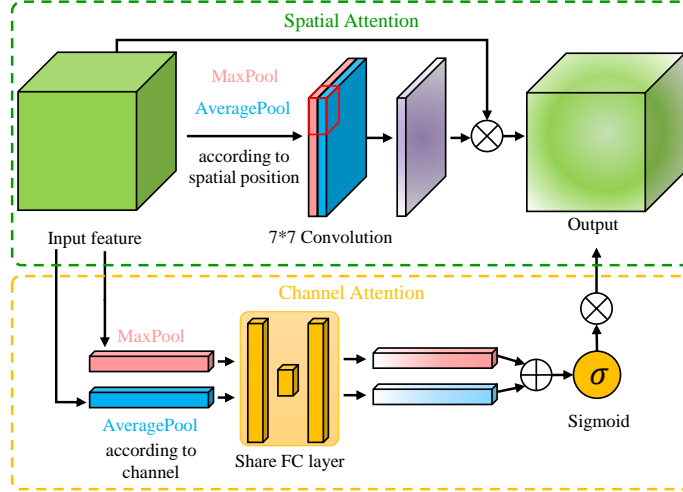 Spatial Attention
MaxPool
AveragePool
according to
spatial position
Input feature
7*7 Convolution
Output
Channel Attention
MaxPool
AveragePool
according to
channel
Share FC layer
σ
Sigmoid